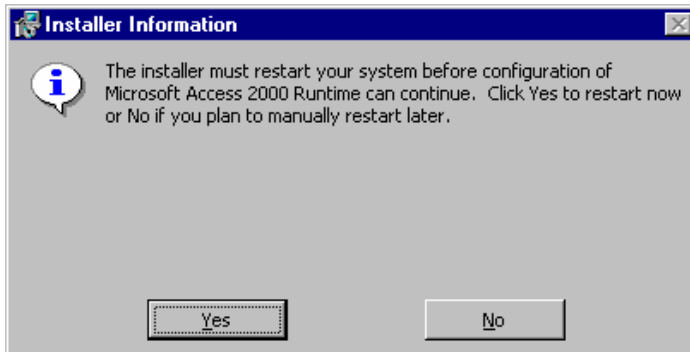 Installer Information
The installer must restart your system before configuration of
Microsoft Access 2000 Runtime can continue.  Click Yes to restart now
or No if you plan to manually restart later.
Yes
No